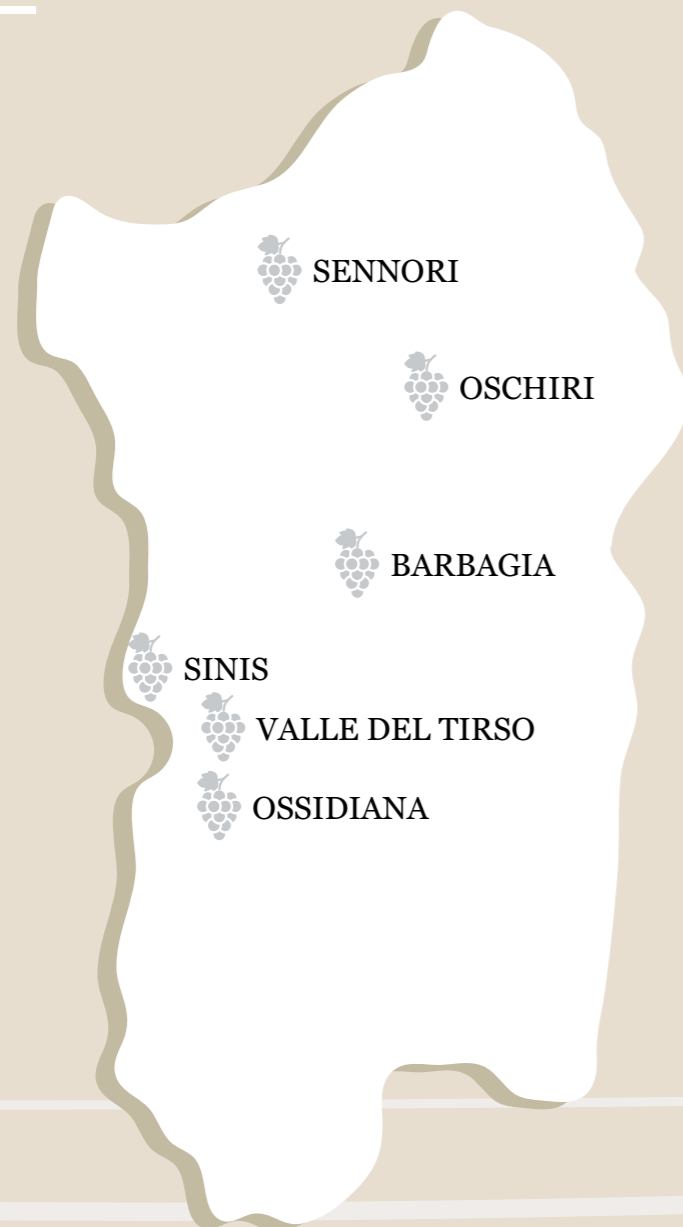 SENNORI
OSCHIRI
BARBAGIA
SINIS
VALLE DEL TIRSO
OSSIDIANA